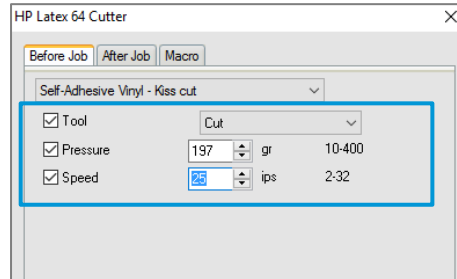 HP Latex 64 Cutter
Before Job After Job Macro
Self-Adhesive Vinyl - Kiss cut
Tool Cut
Pressure 197 gr 10-400
Speed 25 ips 2-32